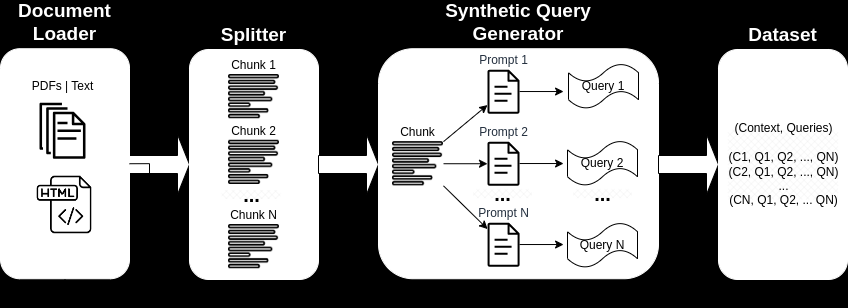 Document
Loader
PDFs | Text
HTML
Splitter
Chunk 1
Chunk 2
...
Chunk N
Synthetic Query
Generator
Chunk
Prompt 1
Query 1
Prompt 2
Query 2
...
...
Prompt N
Query N
Dataset
(Context, Queries)
(C1, Q1, Q2, ..., QN)
(C2, Q1, Q2, ..., QN)
...
(CN, Q1, Q2, ... QN)